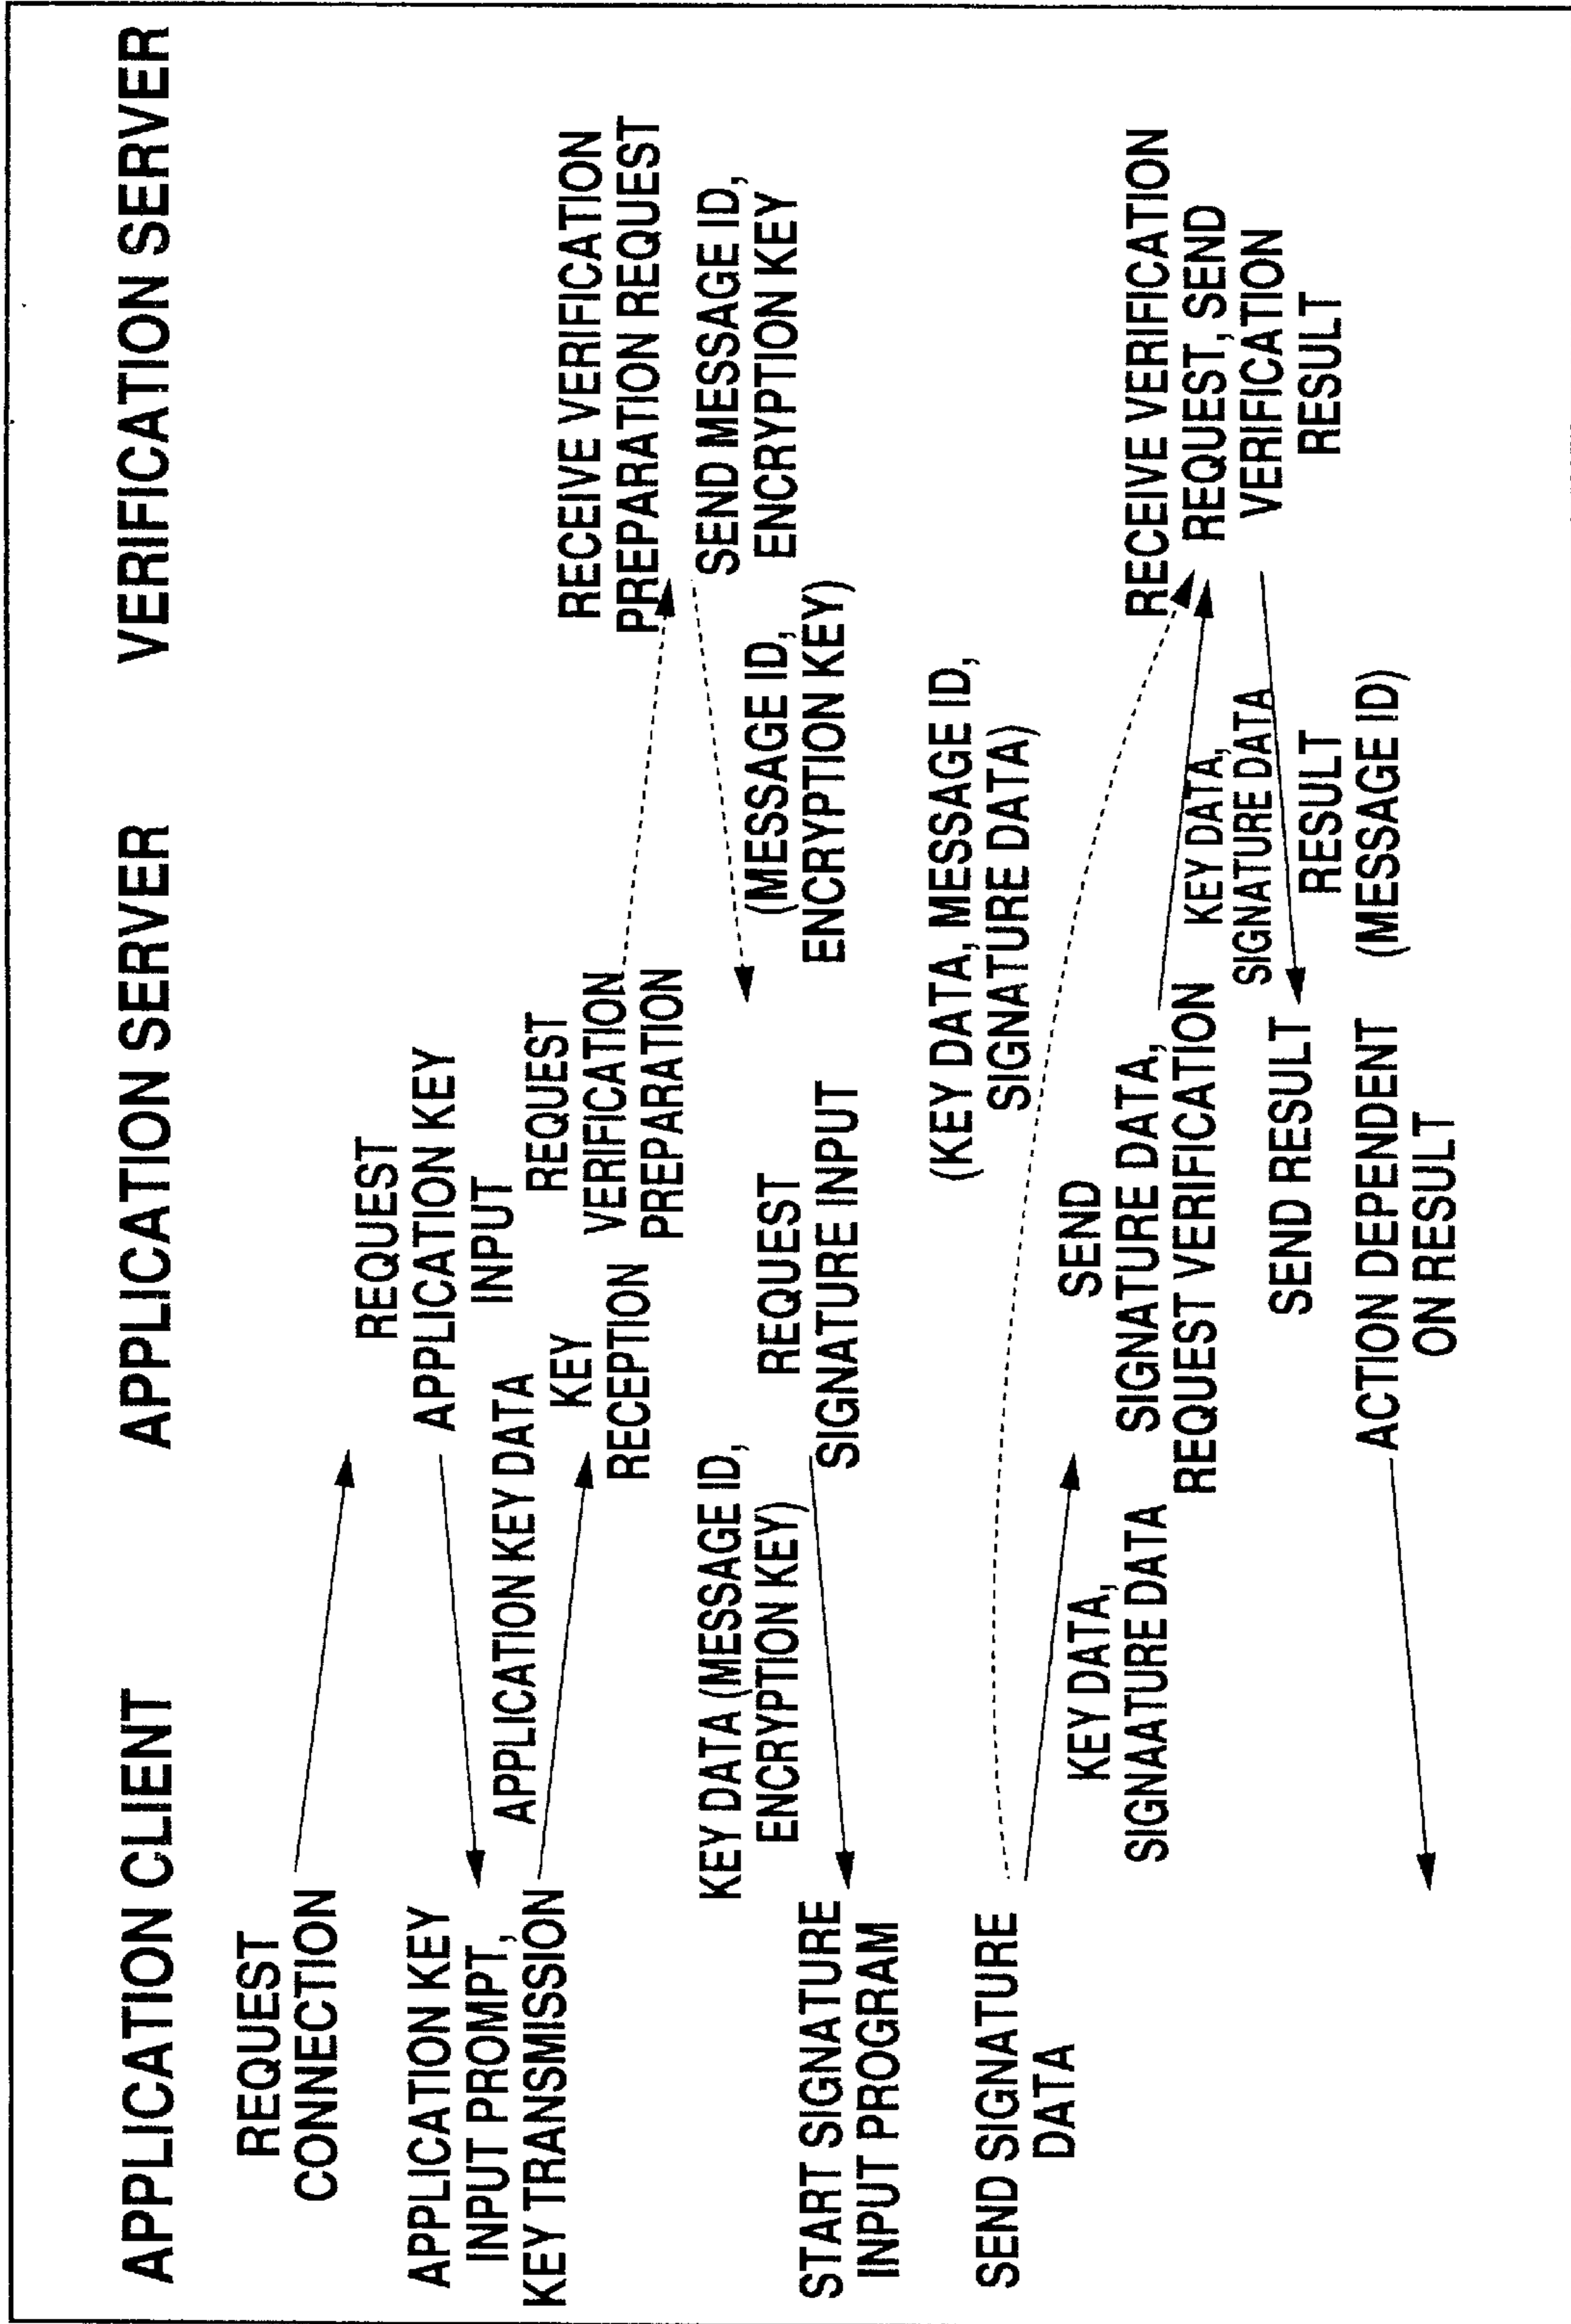 APPLICATION CLIENT
APPLICATION SERVER
VERIFICATION SERVER
REQUEST
CONNECTION
REQUEST
APPLICATION KEY
INPUT
APPLICATION KEY
INPUT PROMPT,
KEY TRANSMISSION
APPLICATION KEY DATA
KEY
RECEPTION
REQUEST
VERIFICATION
PREPARATION
RECEIVE VERIFICATION
PREPARATION REQUEST
SEND MESSAGE ID,
ENCRYPTION KEY
(MESSAGE ID,
ENCRYPTION KEY)
REQUEST
SIGNATURE INPUT
KEY DATA (MESSAGE ID,
ENCRYPTION KEY)
START SIGNATURE
INPUT PROGRAM
SEND SIGNATURE
DATA
(KEY DATA, MESSAGE ID,
SIGNATURE DATA)
KEY DATA,
SIGNAATURE DATA
SEND
SIGNATURE DATA,
REQUEST VERIFICATION
KEY DATA,
SIGNATURE DATA
RECEIVE VERIFICATION
REQUEST, SEND
VERIFICATION
RESULT
RESULT
(MESSAGE ID)
SEND RESULT
ACTION DEPENDENT
ON RESULT